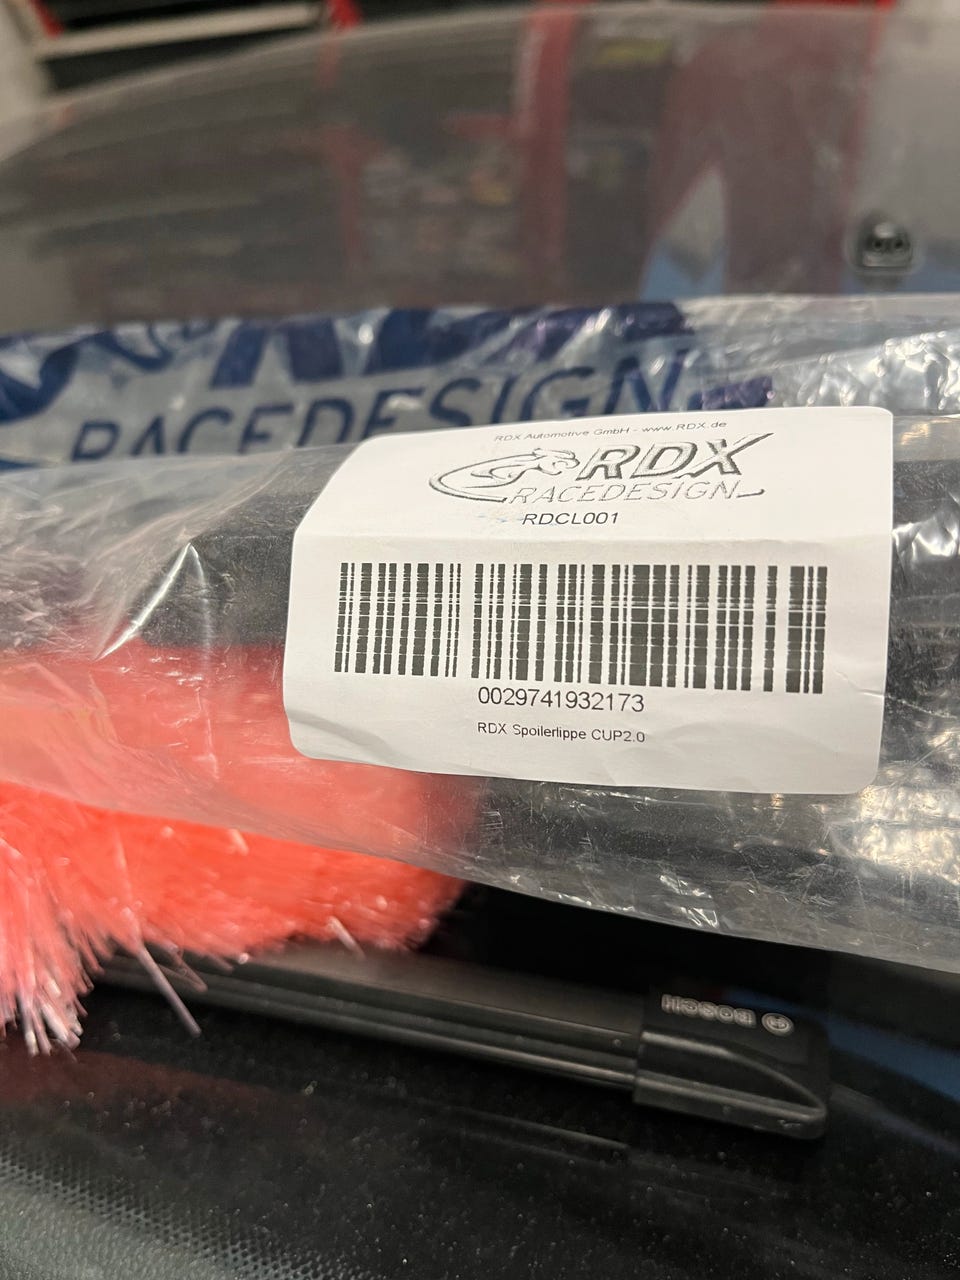 RACEDESIGN
RDX Automotive GmbH - www.RDX.de
RDX
RACEDESIGN
RDCL001
0029741932173
RDX Spoilerlippe CUP2.0
BOSCH